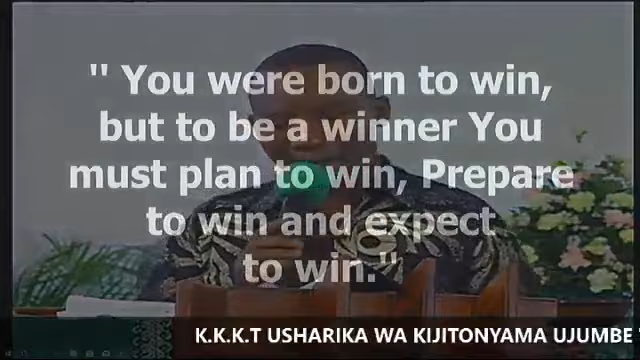 " You were born to win,
but to be a winner You
must plan to win, Prepare
to win and expect
to win."
K.K.K.T USHARIKA WA KIJITONYAMA UJUMBE